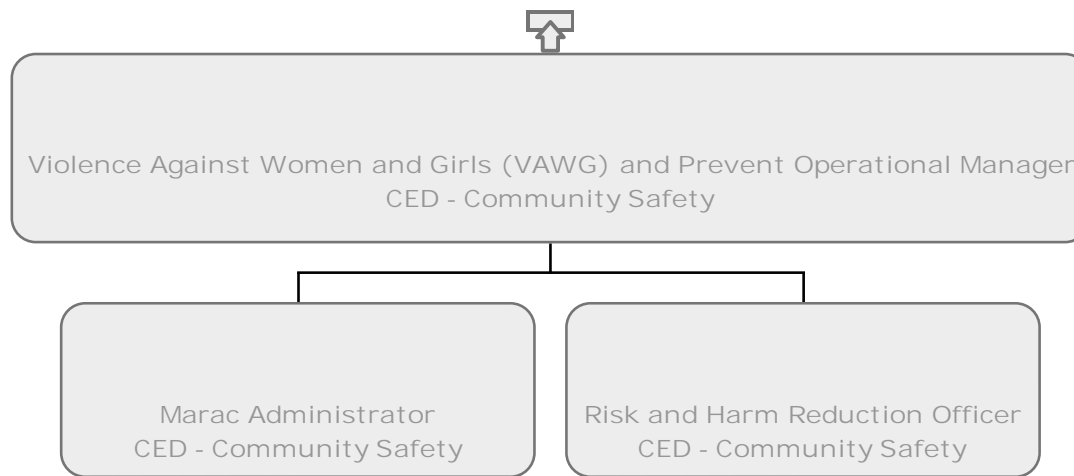 Violence Against Women and Girls (VAWG) and Prevent Operational Manager
CED - Community Safety
Marac Administrator
CED - Community Safety
Risk and Harm Reduction Officer
CED - Community Safety